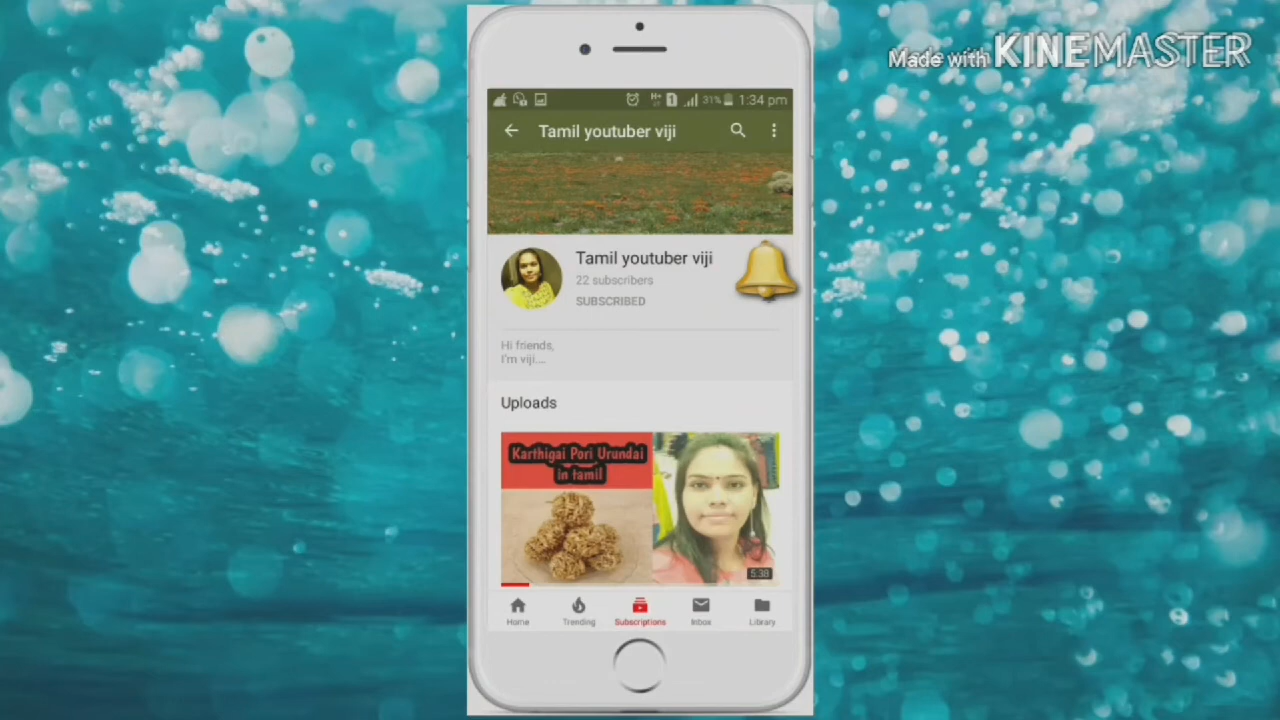 Made with KINEMASTER
31% 1:34 pm
Tamil youtuber viji
Tamil youtuber viji
22 subscribers
SUBSCRIBED
Hi friends,
I'm viji....
Uploads
Karthigai Pori Urundai
in tamil
5:38
Home Trending Subscriptions Inbox Library